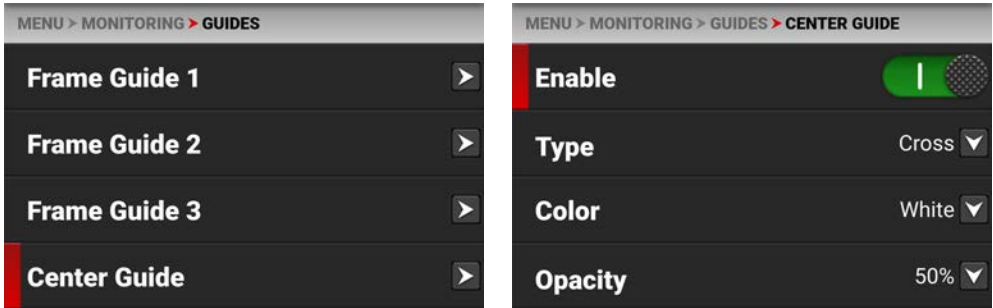 MENU > MONITORING > GUIDES
Frame Guide 1
Frame Guide 2
Frame Guide 3
Center Guide
MENU > MONITORING > GUIDES > CENTER GUIDE
Enable
Type Cross
Color White
Opacity 50%